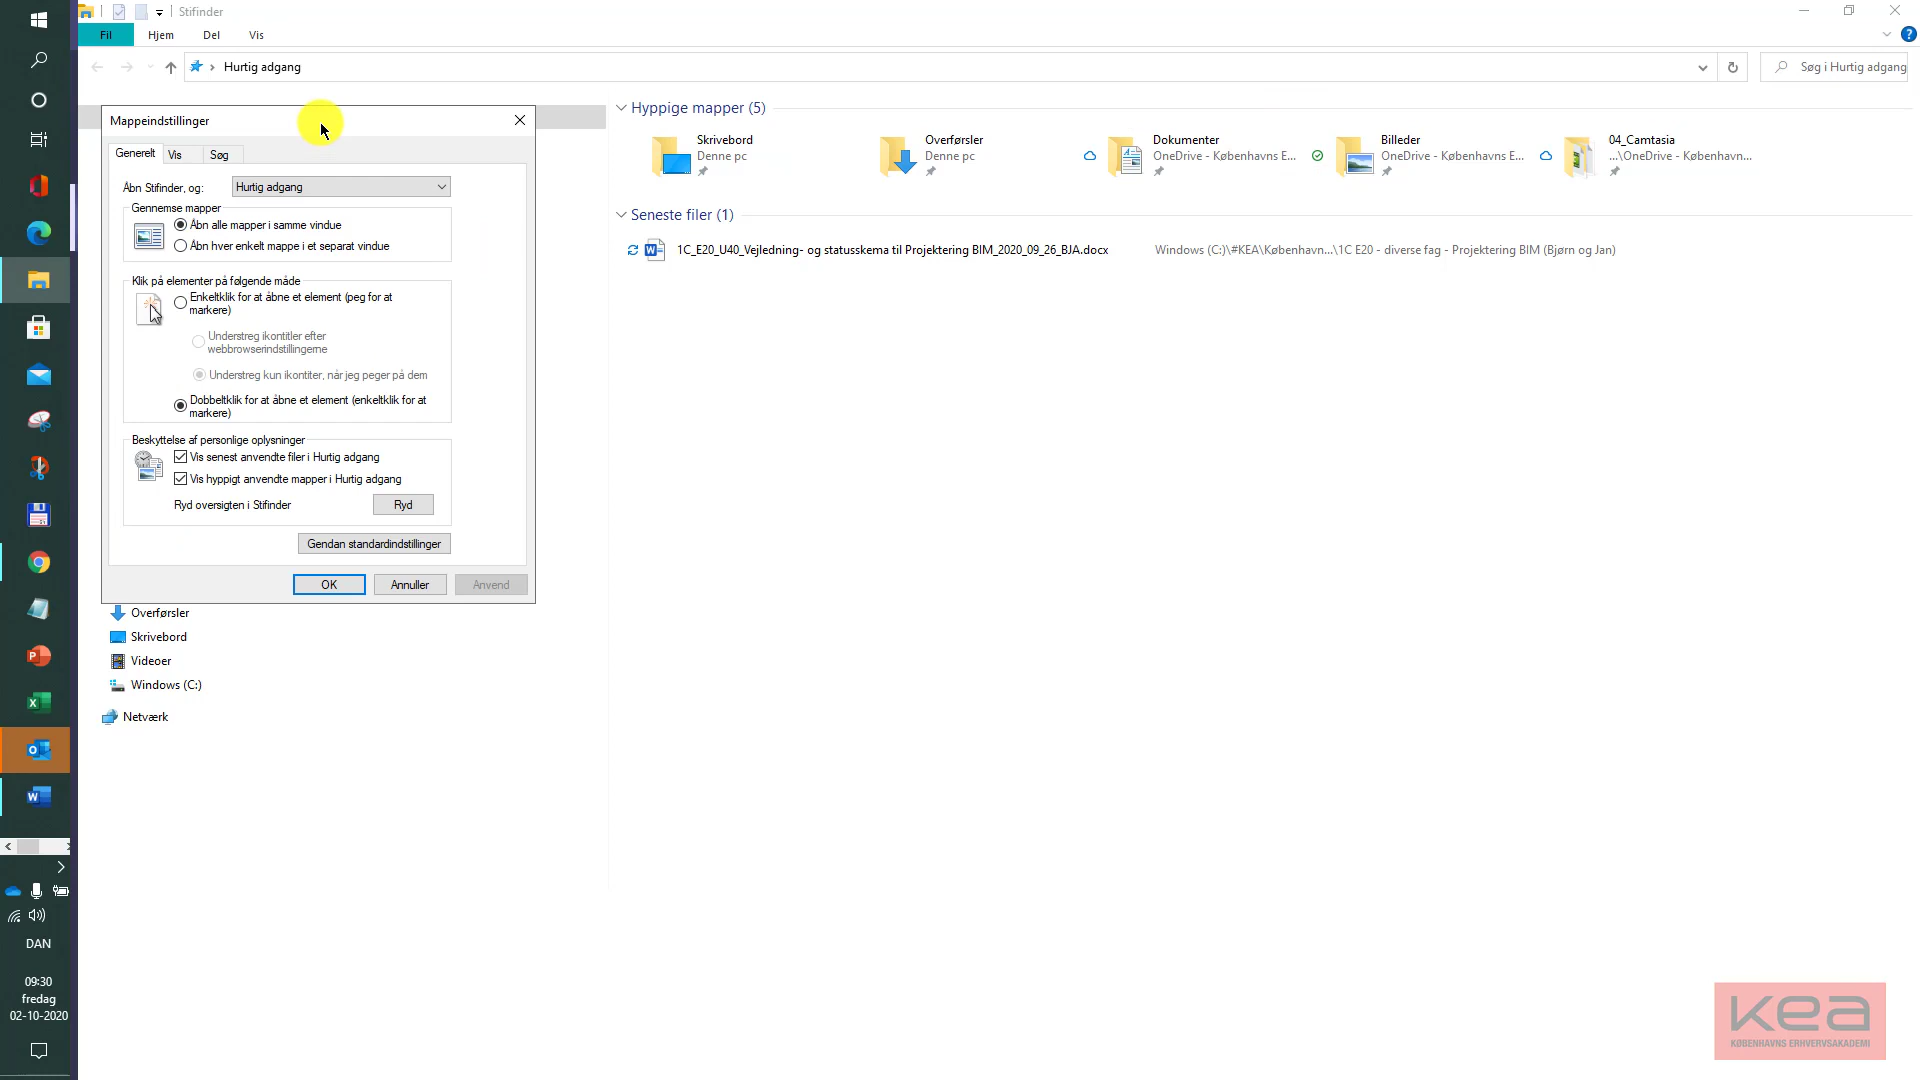 Stifinder
Fil Hjem Del Vis
Hurtig adgang
Søg i Hurtig adgang
Mappeindstillinger
Generelt Vis Søg
Åbn Stifinder, og: Hurtig adgang
Gennemse mapper
Åbn alle mapper i samme vindue
Åbn hver enkelt mappe i et separat vindue
Klik på elementer på følgende måde
Enkeltklik for at åbne et element (peg for at
markere)
Understreg ikontitler efter
webbrowserindstillingerne
Understreg kun ikontiter, når jeg peger på dem
Dobbeltklik for at åbne et element (enkeltklik for at
markere)
Beskyttelse af personlige oplysninger
Vis senest anvendte filer i Hurtig adgang
Vis hyppigt anvendte mapper i Hurtig adgang
Ryd oversigten i Stifinder Ryd
Gendan standardindstillinger
OK Annuller Anvend
Overførsler
Skrivebord
Videoer
Windows (C:)
Netværk
Hyppige mapper (5)
Skrivebord
Denne pc
Overførsler
Denne pc
Dokumenter
OneDrive - Københavns E...
Billeder
OneDrive - Københavns E...
04_Camtasia
...\OneDrive - København...
Seneste filer (1)
1C_E20_U40_Vejledning- og statusskema til Projektering BIM_2020_09_26_BJA.docx Windows (C:)\#KEA\København...\1C E20 - diverse fag - Projektering BIM (Bjørn og Jan)
DAN
09:30
fredag
02-10-2020
kea
KØBENHAVNS ERHVERVSAKADEMI